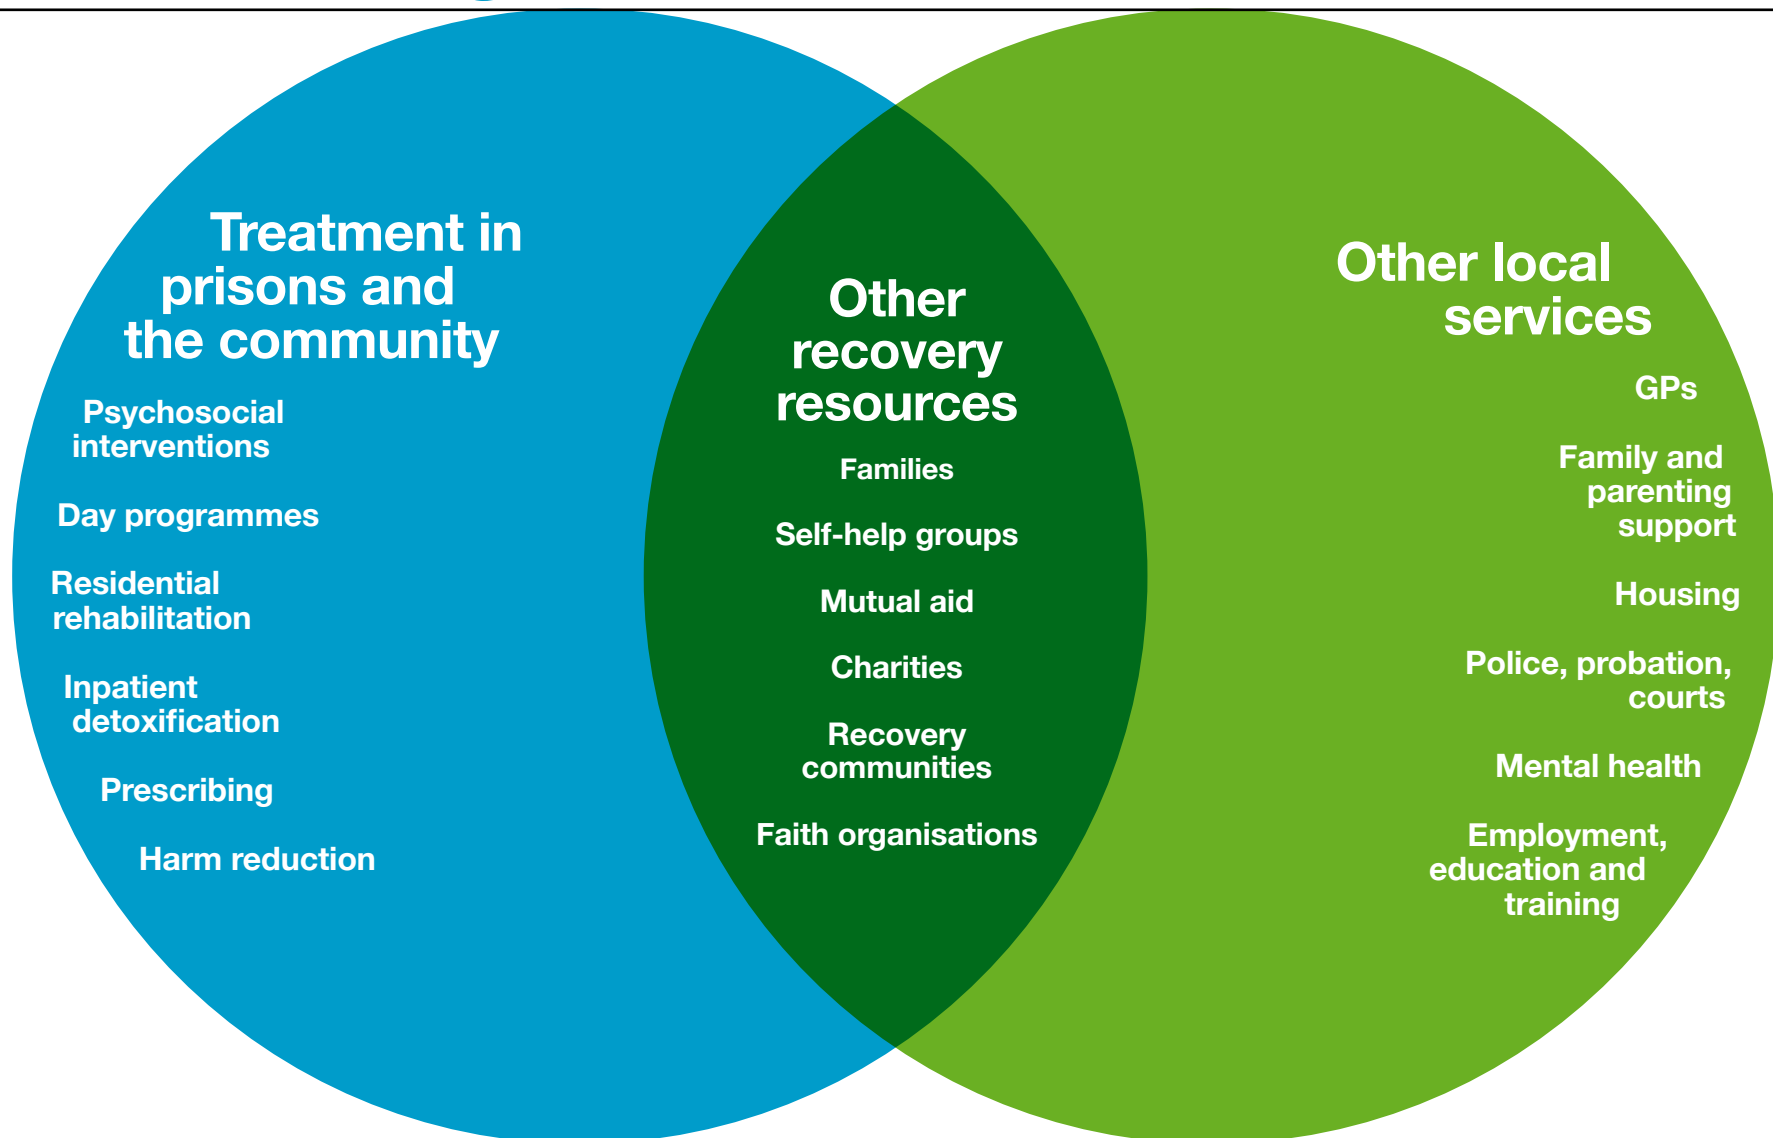 Treatment in
prisons and
the community
Psychosocial
interventions
Day programmes
Residential
rehabilitation
Inpatient
detoxification
Prescribing
Harm reduction
Other
recovery
resources
Families
Self-help groups
Mutual aid
Charities
Recovery
communities
Faith organisations
Other local
services
GPs
Family and
parenting
support
Housing
Police, probation,
courts
Mental health
Employment,
education and
training